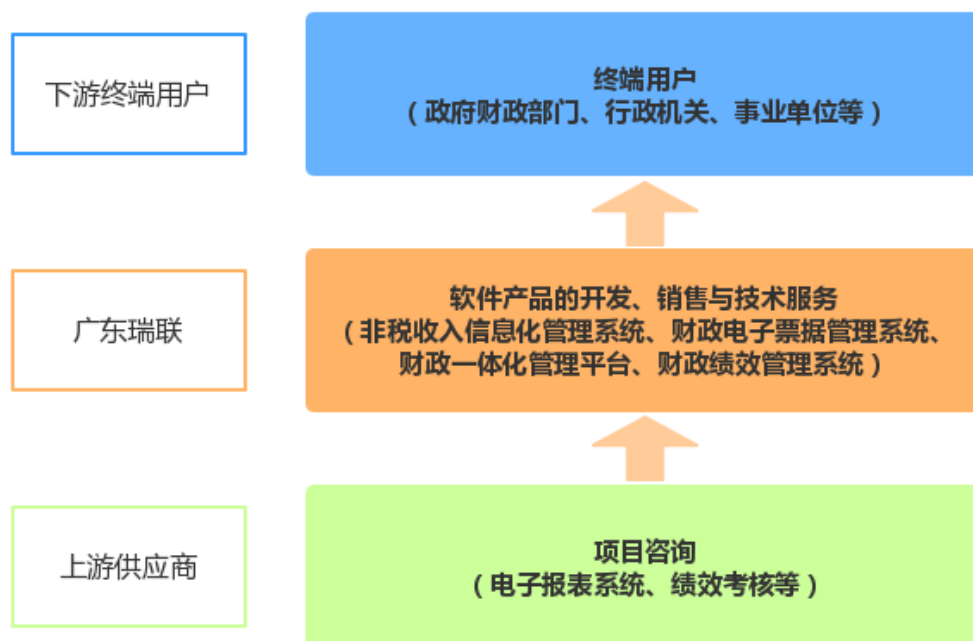 下游终端用户
终端用户
（政府财政部门、行政机关、事业单位等）
广东瑞联
软件产品的开发、销售与技术服务
（非税收入信息化管理系统、财政电子票据管理系统、
财政一体化管理平台、财政绩效管理系统）
上游供应商
项目咨询
（电子报表系统、绩效考核等）